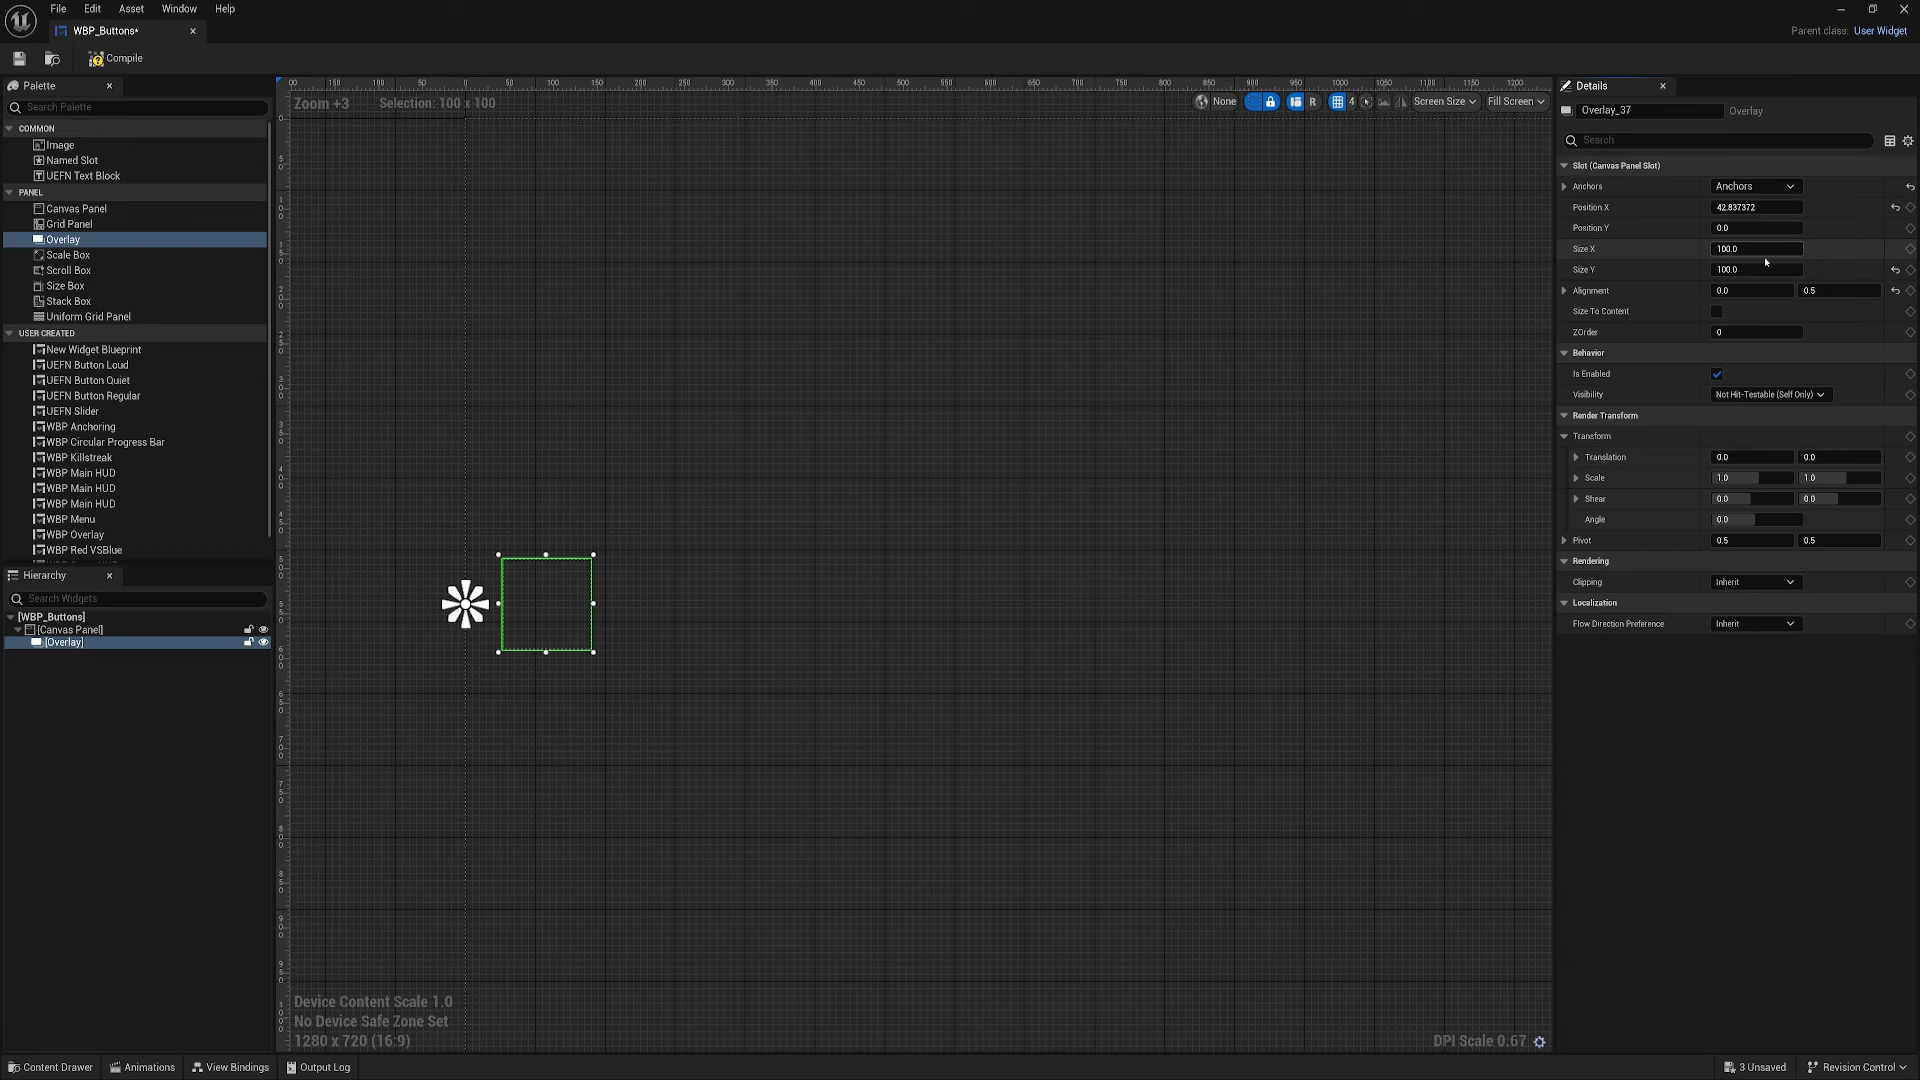 File Edit Asset Window Help
WBP_Buttons*
Parent class: User Widget
Compile
Palette
Search Palette
COMMON
Image
Named Slot
UEFN Text Block
PANEL
Canvas Panel
Grid Panel
Overlay
Scale Box
Scroll Box
Size Box
Stack Box
Uniform Grid Panel
USER CREATED
New Widget Blueprint
UEFN Button Loud
UEFN Button Quiet
UEFN Button Regular
UEFN Slider
WBP Anchoring
WBP Circular Progress Bar
WBP Killstreak
WBP Main HUD
WBP Main HUD
WBP Main HUD
WBP Menu
WBP Overlay
WBP Red VSBlue
Hierarchy
Search Widgets
[WBP_Buttons]
[Canvas Panel]
[Overlay]
Zoom +3 Selection: 100 x 100
None R 4 Screen Size Fill Screen
Device Content Scale 1.0
No Device Safe Zone Set
1280 x 720 (16:9)
DPI Scale 0.67
Details
Overlay_37 Overlay
Search
Slot (Canvas Panel Slot)
Anchors Anchors
Position X 42.837372
Position Y 0.0
Size X 100.0
Size Y 100.0
Alignment 0.0 0.5
Size To Content
ZOrder 0
Behavior
Is Enabled
Visibility Not Hit-Testable (Self Only)
Render Transform
Transform
Translation 0.0 0.0
Scale 1.0 1.0
Shear 0.0 0.0
Angle 0.0
Pivot 0.5 0.5
Rendering
Clipping Inherit
Localization
Flow Direction Preference Inherit
Content Drawer Animations View Bindings Output Log
3 Unsaved Revision Control